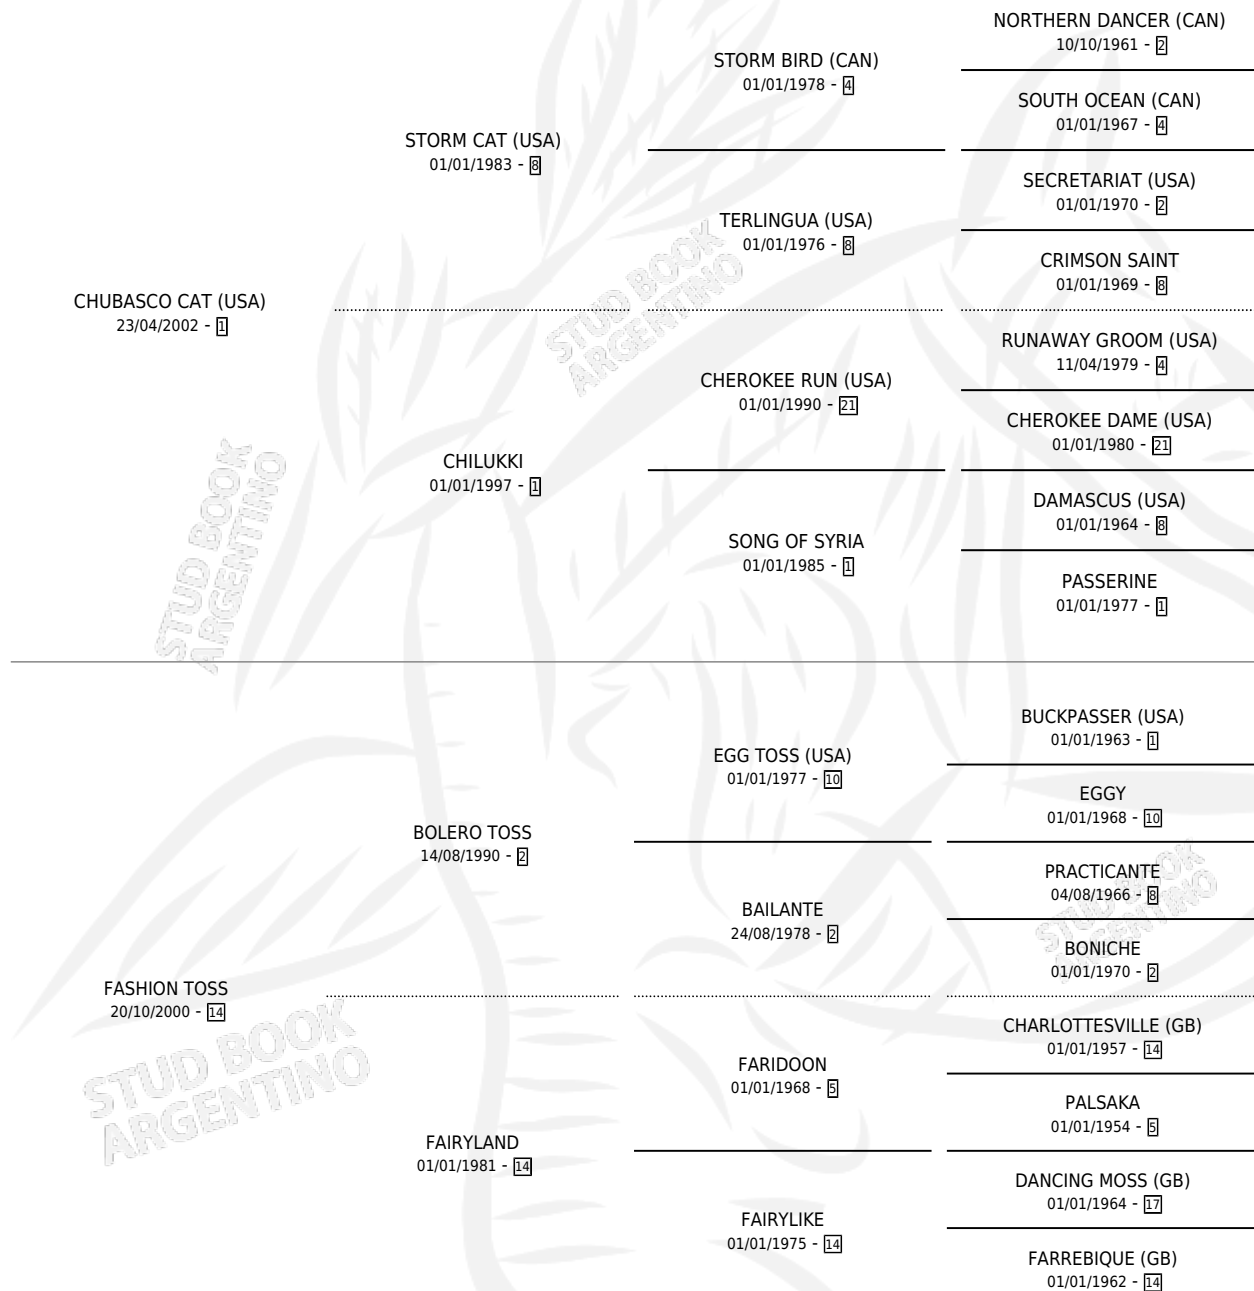 NORTHERN DANCER (CAN)
10/10/1961 - 2
STORM BIRD (CAN)
01/01/1978 - 4
SOUTH OCEAN (CAN)
01/01/1967 - 4
STORM CAT (USA)
01/01/1983 - 8
SECRETARIAT (USA)
01/01/1970 - 2
TERLINGUA (USA)
01/01/1976 - 8
CRIMSON SAINT
01/01/1969 - 8
CHUBASCO CAT (USA)
23/04/2002 - 1
RUNAWAY GROOM (USA)
11/04/1979 - 4
CHEROKEE RUN (USA)
01/01/1990 - 21
CHEROKEE DAME (USA)
01/01/1980 - 21
CHILUKKI
01/01/1997 - 1
DAMASCUS (USA)
01/01/1964 - 8
SONG OF SYRIA
01/01/1985 - 1
PASSERINE
01/01/1977 - 1
BUCKPASSER (USA)
01/01/1963 - 1
EGG TOSS (USA)
01/01/1977 - 10
EGGY
01/01/1968 - 10
BOLERO TOSS
14/08/1990 - 2
PRACTICANTE
04/08/1966 - 8
BAILANTE
24/08/1978 - 2
BONICHE
01/01/1970 - 2
FASHION TOSS
20/10/2000 - 14
CHARLOTTESVILLE (GB)
01/01/1957 - 14
FARIDOON
01/01/1968 - 5
PALSAKA
01/01/1954 - 5
FAIRYLAND
01/01/1981 - 14
DANCING MOSS (GB)
01/01/1964 - 17
FAIRYLIKE
01/01/1975 - 14
FARREBIQUE (GB)
01/01/1962 - 14
STUD BOOK
ARGENTINO
STUD BOOK
ARGENTINO
STUD BOOK
ARGENTINO
STUD BOOK
ARGENTINO